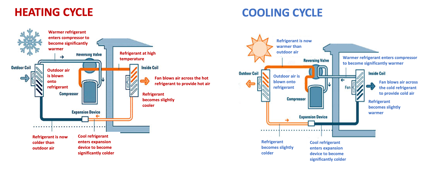 HEATING CYCLE
Warmer refrigerant
enters compressor to
become significantly
warmer
Reversing Valve
Refrigerant at high
temperature
Outdoor Coil
Inside Coil
Outdoor air
is blown
onto
refrigerant
Fan blows air across the hot
refrigerant to provide hot air
Compressor
Refrigerant
becomes slightly
cooler
Expansion Device
Refrigerant is now
colder than
outdoor air
Cool refrigerant
enters expansion
device to become
significantly colder
COOLING CYCLE
Refrigerant is now
warmer than
outdoor air
Reversing Valve
Warmer refrigerant enters compressor
to become significantly warmer
Outdoor Coil
Inside Coil
Outdoor air is
blown onto
refrigerant
Fan
Fan blows air across
the cold refrigerant
to provide cold air
Compressor
Refrigerant
becomes slightly
warmer
Expansion Device
Refrigerant
becomes slightly
colder
Cool refrigerant
enters expansion
device to become
significantly colder